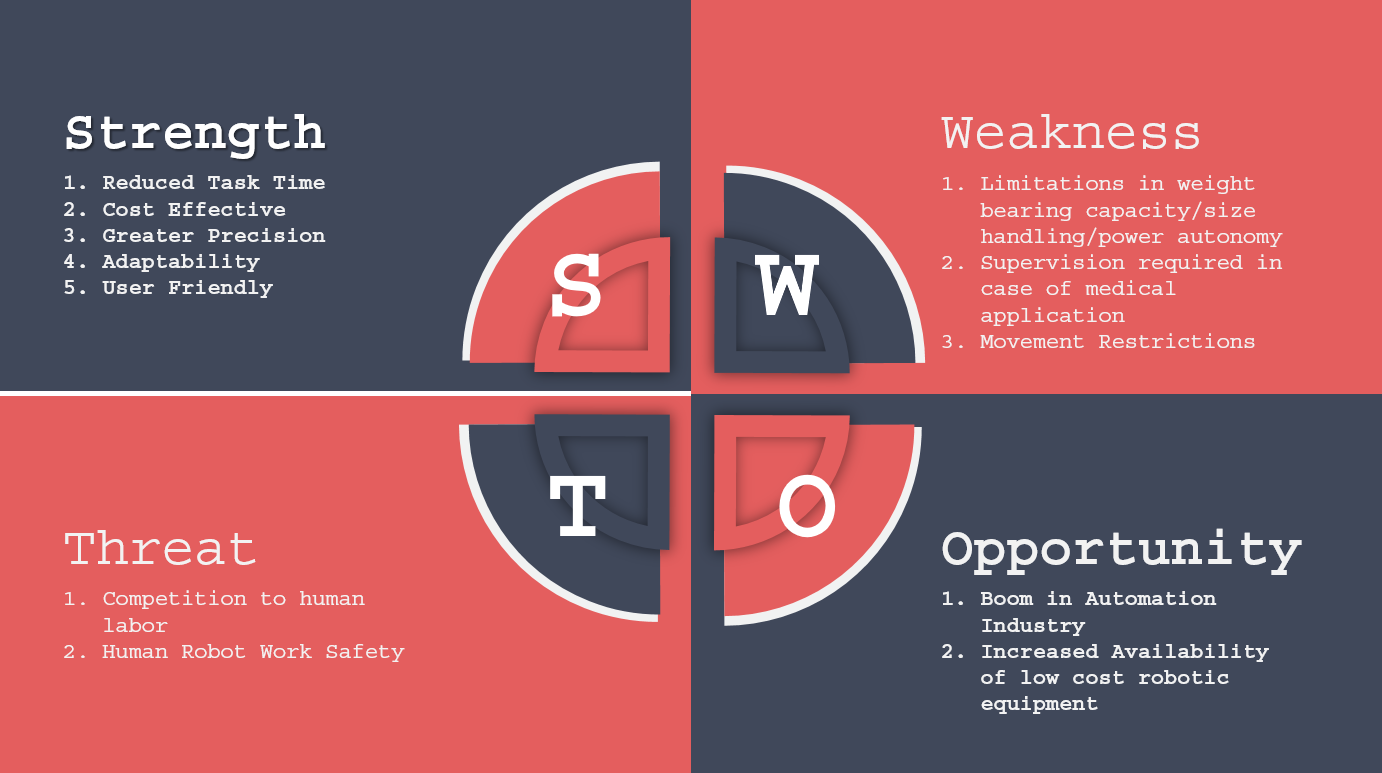 Strength
1. Reduced Task Time
2. Cost Effective
3. Greater Precision
4. Adaptability
5. User Friendly
S
W
Weakness
1. Limitations in weight
bearing capacity/size
handling/power autonomy
2. Supervision required in
case of medical
application
3. Movement Restrictions
Threat
1. Competition to human
labor
2. Human Robot Work Safety
T
O
Opportunity
1. Boom in Automation
Industry
2. Increased Availability
of low cost robotic
equipment